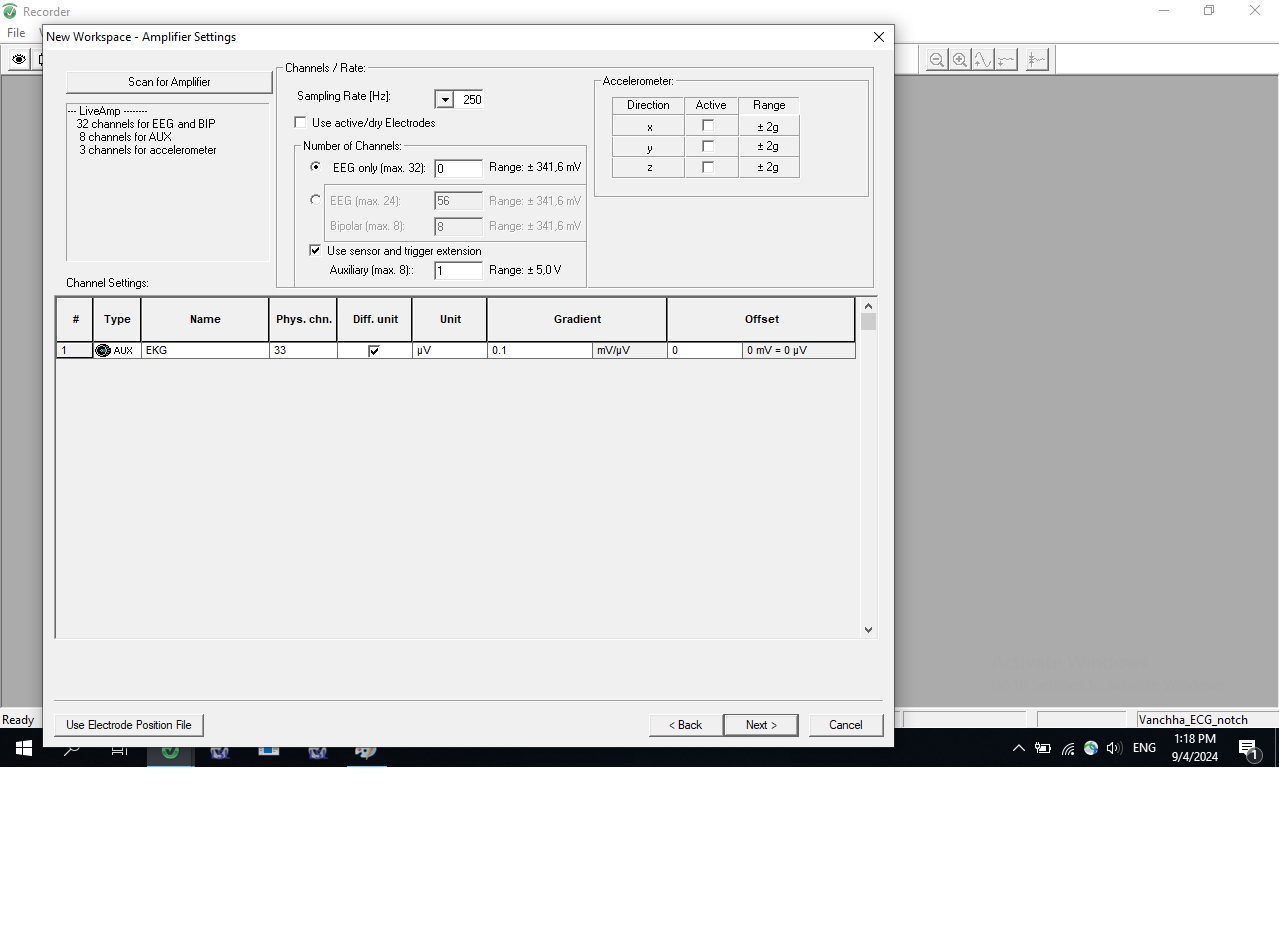 Recorder
File
New Workspace - Amplifier Settings
Scan for Amplifier
--- LiveAmp --------
32 channels for EEG and BIP
8 channels for AUX
3 channels for accelerometer
Channels / Rate:
Sampling Rate [Hz]: 250
Use active/dry Electrodes
Number of Channels:
EEG only (max. 32): 0 Range: ± 341,6 mV
EEG (max. 24): 56 Range: ± 341,6 mV
Bipolar (max. 8): 8 Range: ± 341,6 mV
Use sensor and trigger extension
Auxiliary (max. 8):: 1 Range: ± 5,0 V
Accelerometer:
Direction Active Range
x ± 2g
y ± 2g
z ± 2g
Channel Settings:
# Type Name Phys. chn. Diff. unit Unit Gradient Offset
1 AUX EKG 33 µV 0.1 mV/µV 0 0 mV = 0 µV
Use Electrode Position File
< Back
Next >
Cancel
Ready
Vanchha_ECG_notch
ENG
1:18 PM
9/4/2024
1